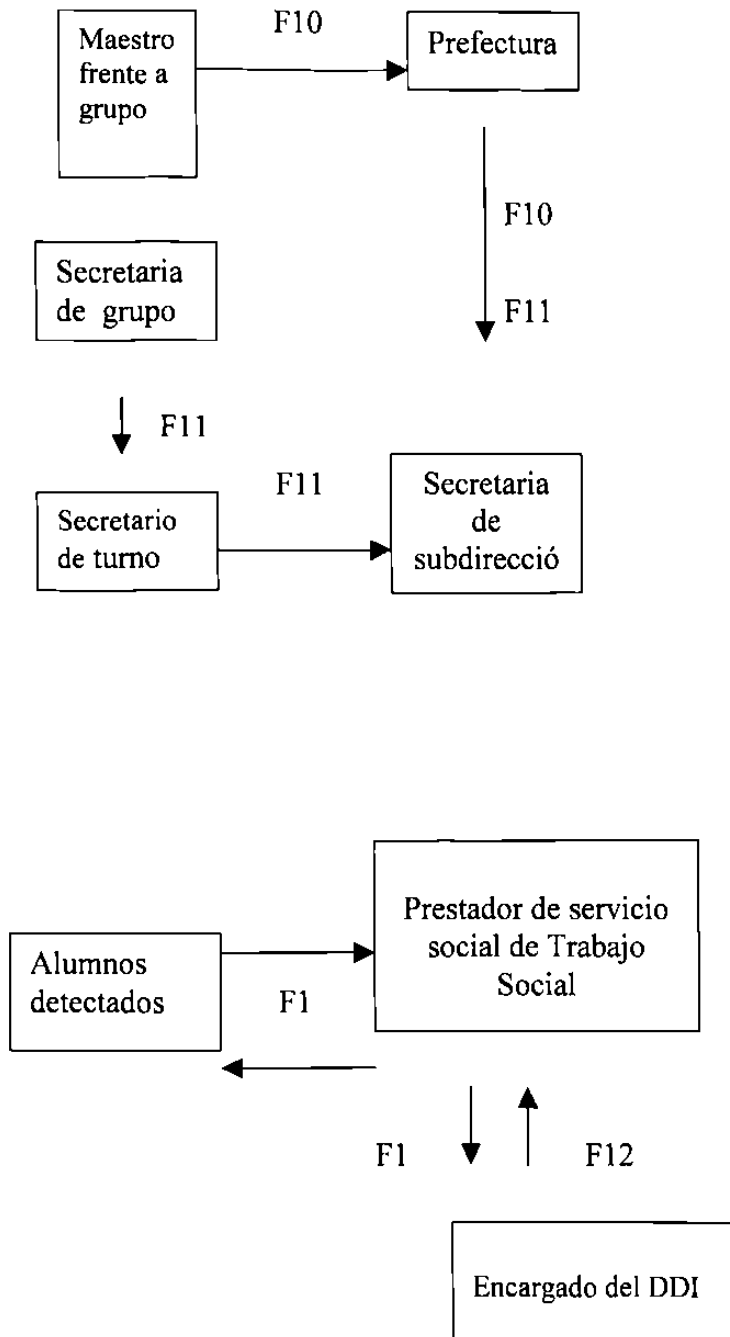 F10
Maestro
frente a
grupo
Prefectura
F10
F11
Secretaria
de grupo
F11
F11
Secretario
de turno
Secretaria
de
subdirecció
Prestador de servicio
social de Trabajo
Social
Alumnos
detectados
F1
F1
F12
Encargado del DDI